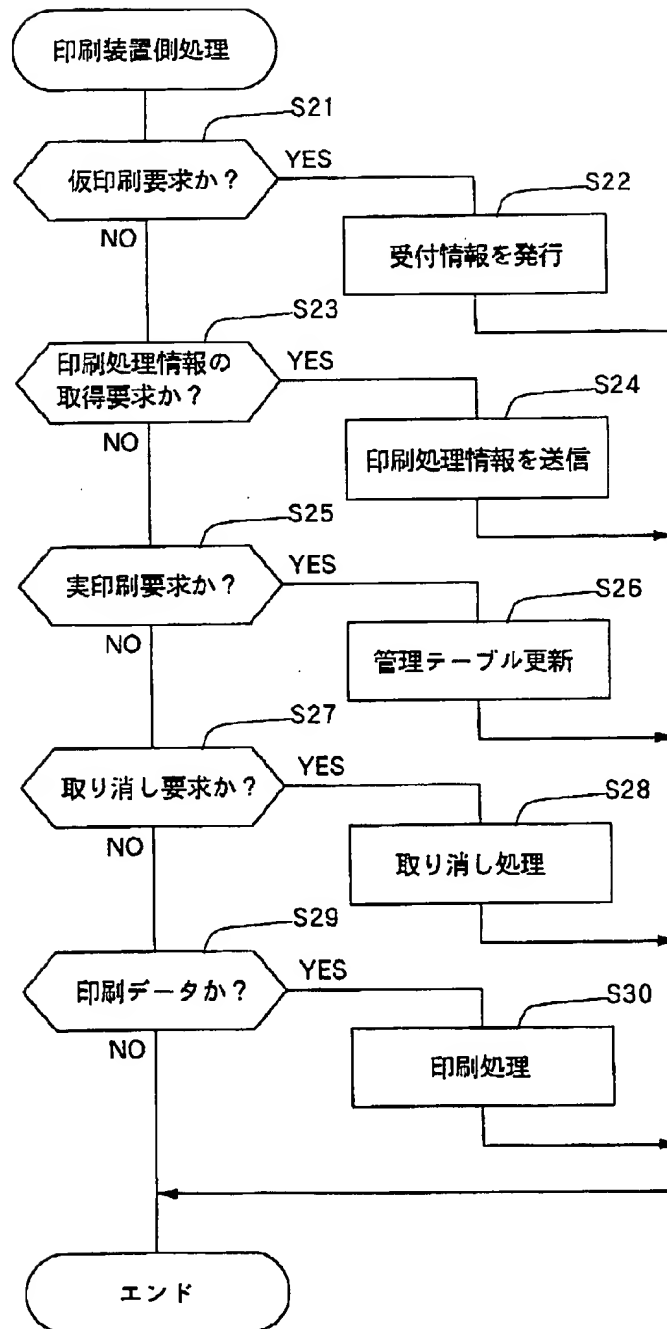 印刷装置側処理
S21
仮印刷要求か？
YES
NO
S22
受付情報を発行
S23
印刷処理情報の
取得要求か？
YES
NO
S24
印刷処理情報を送信
S25
実印刷要求か？
YES
NO
S26
管理テーブル更新
S27
取り消し要求か？
YES
NO
S28
取り消し処理
S29
印刷データか？
YES
NO
S30
印刷処理
エンド